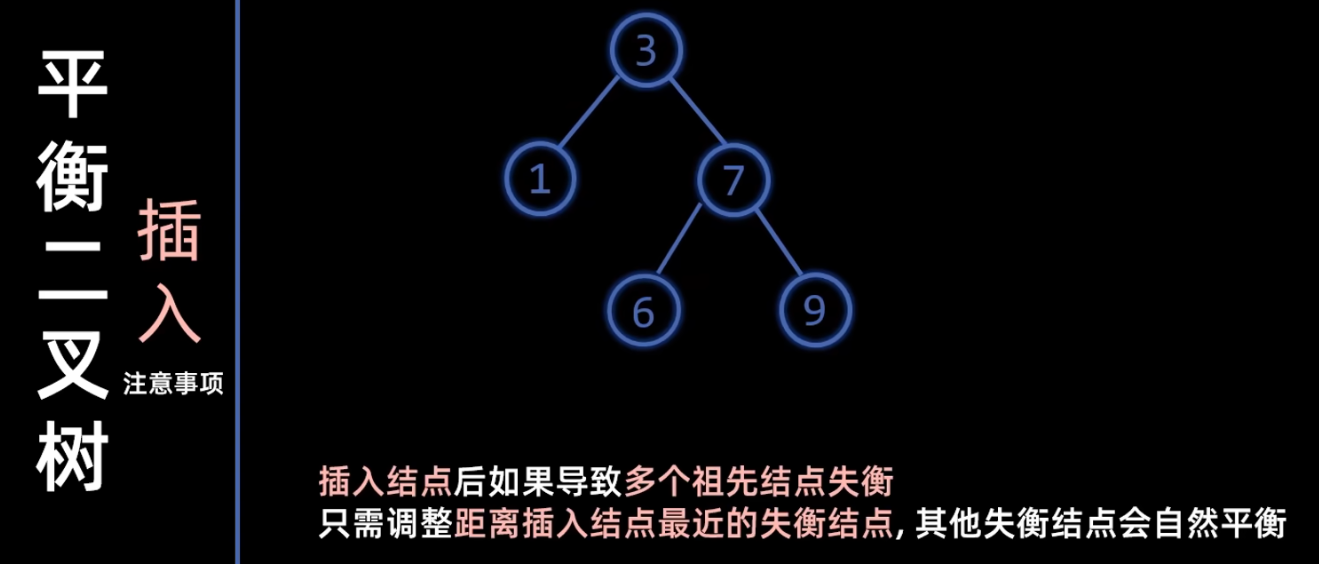 平衡二叉树
插入
注意事项
3
1
7
6
9
插入结点后如果导致多个祖先结点失衡
只需调整距离插入结点最近的失衡结点, 其他失衡结点会自然平衡